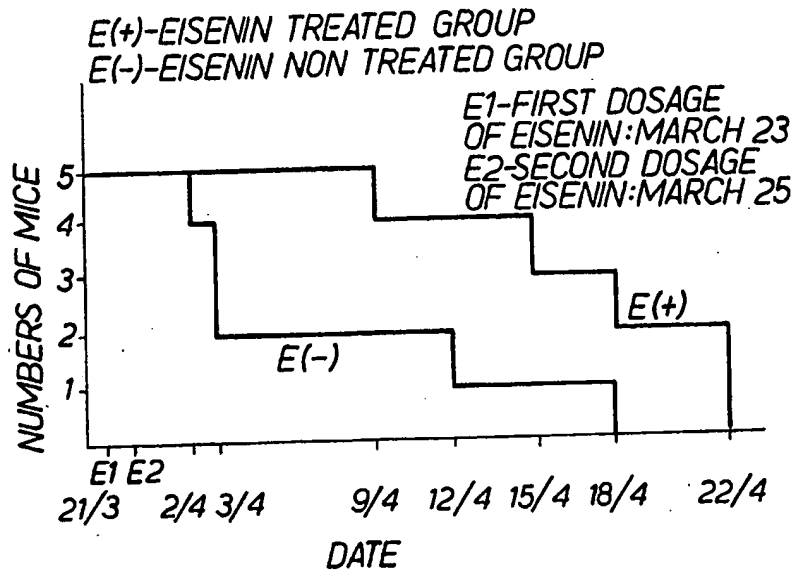 E(+)-EISENIN TREATED GROUP
E(-)-EISENIN NON TREATED GROUP
E1-FIRST DOSAGE
OF EISENIN:MARCH 23
E2-SECOND DOSAGE
OF EISENIN:MARCH 25
NUMBERS OF MICE
5
4
3
2
1
E(+)
E(-)
E1 E2
21/3 2/4 3/4 9/4 12/4 15/4 18/4 22/4
DATE